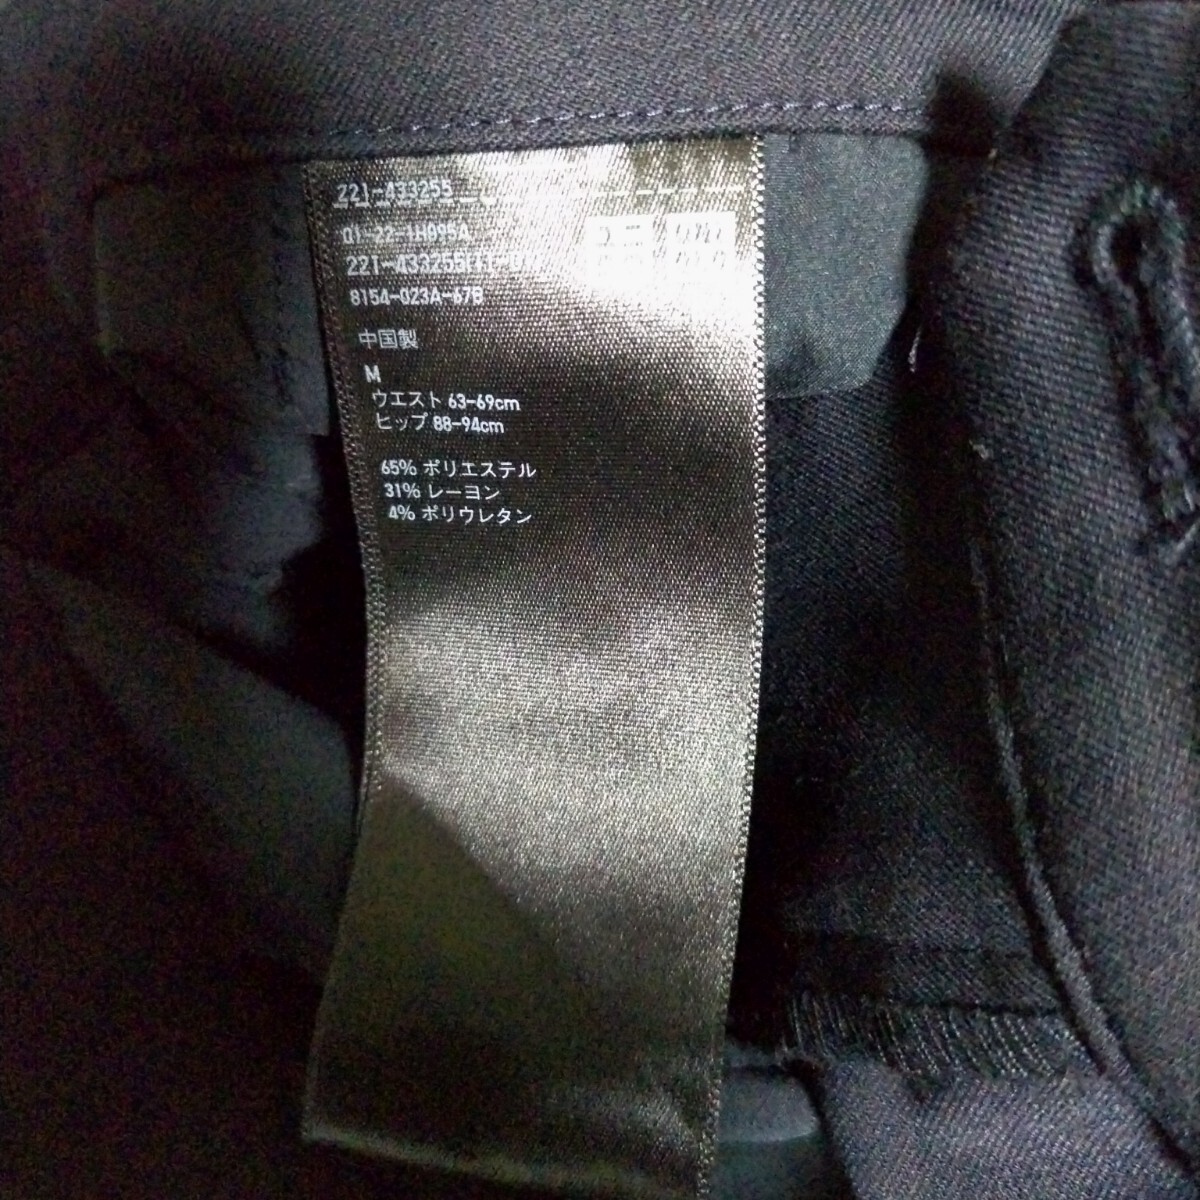 221-433255
01-22-1H095A
221-433255
8154-023A-67B
中国製
M
ウエスト 63-69cm
ヒップ 88-94cm
65% ポリエステル
31% レーヨン
4% ポリウレタン